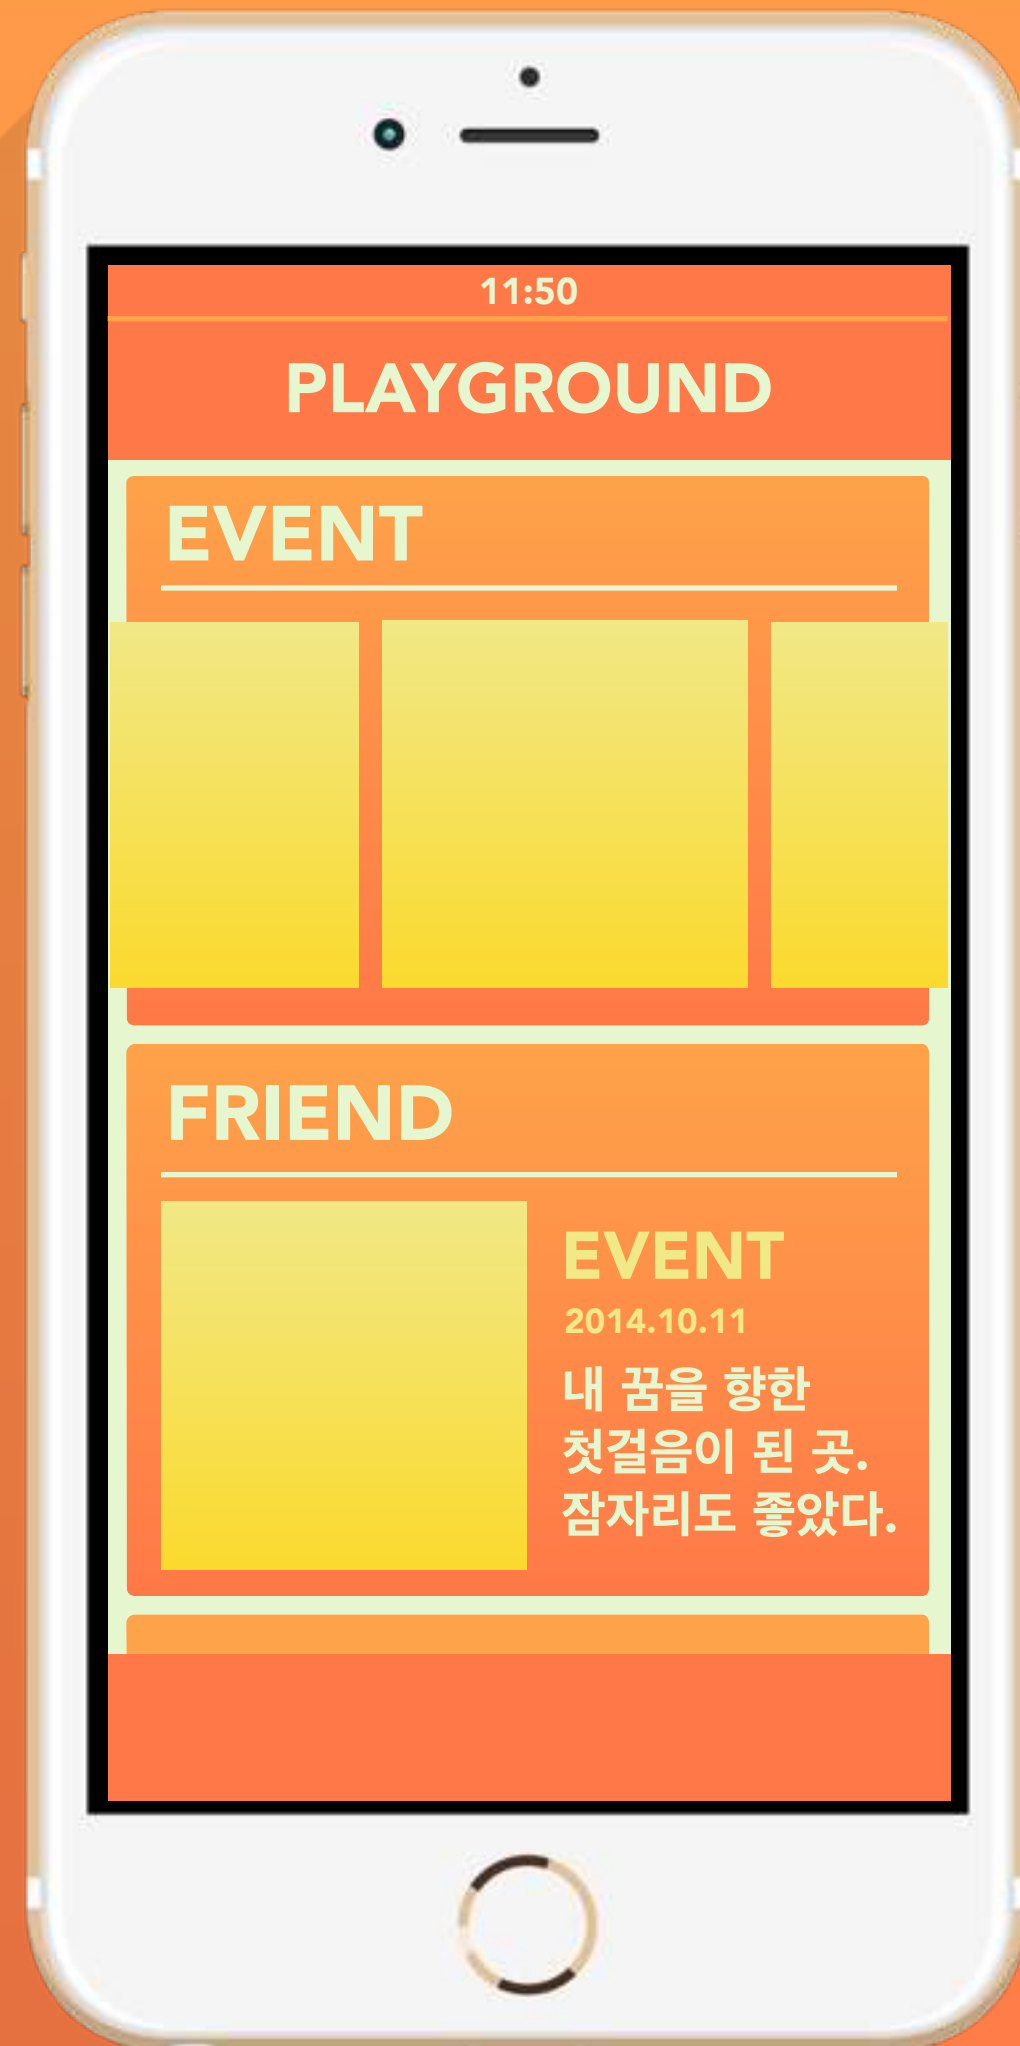 11:50
PLAYGROUND
EVENT
FRIEND
EVENT
2014.10.11
내 꿈을 향한
첫걸음이 된 곳.
잠자리도 좋았다.